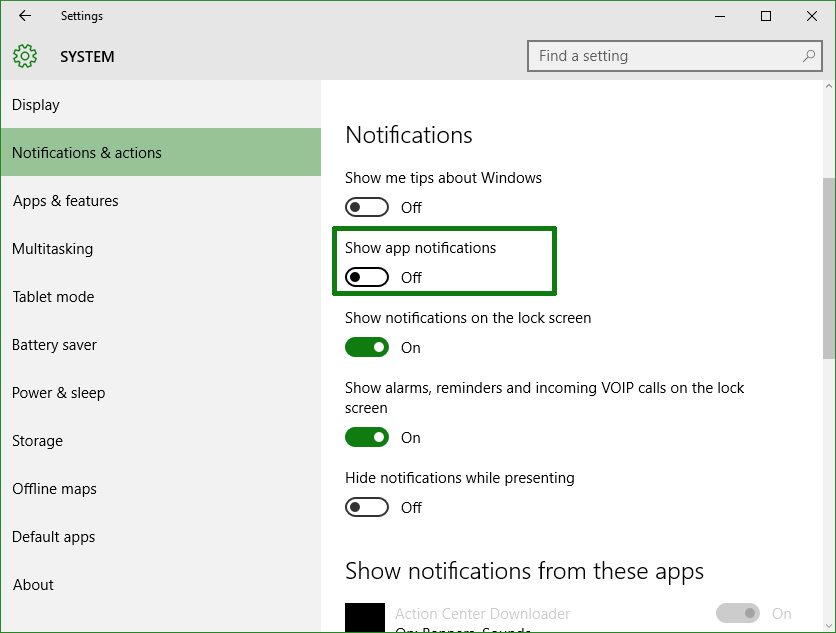 Settings
SYSTEM
Find a setting
Display
Notifications & actions
Apps & features
Multitasking
Tablet mode
Battery saver
Power & sleep
Storage
Offline maps
Default apps
About
Notifications
Show me tips about Windows
Off
Show app notifications
Off
Show notifications on the lock screen
On
Show alarms, reminders and incoming VOIP calls on the lock
screen
On
Hide notifications while presenting
Off
Show notifications from these apps
Action Center Downloader
On
On: Banners, Sounds